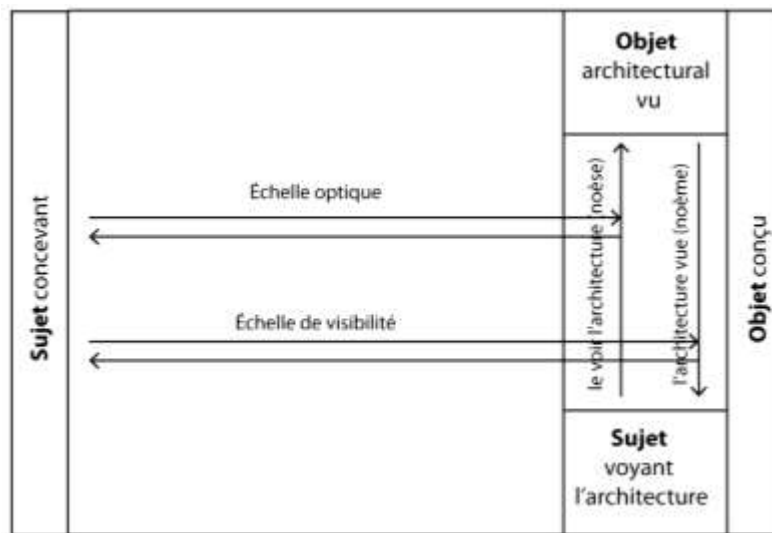 Objet
architectural
vu
Sujet concevant
Échelle optique
Échelle de visibilité
le voir l'architecture (noèse)
l'architecture vue (noème)
Objet conçu
Sujet
voyant
l'architecture